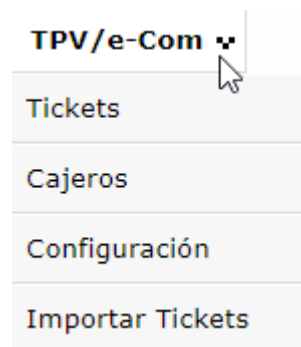 TPV/e-Com
Tickets
Cajeros
Configuración
Importar Tickets